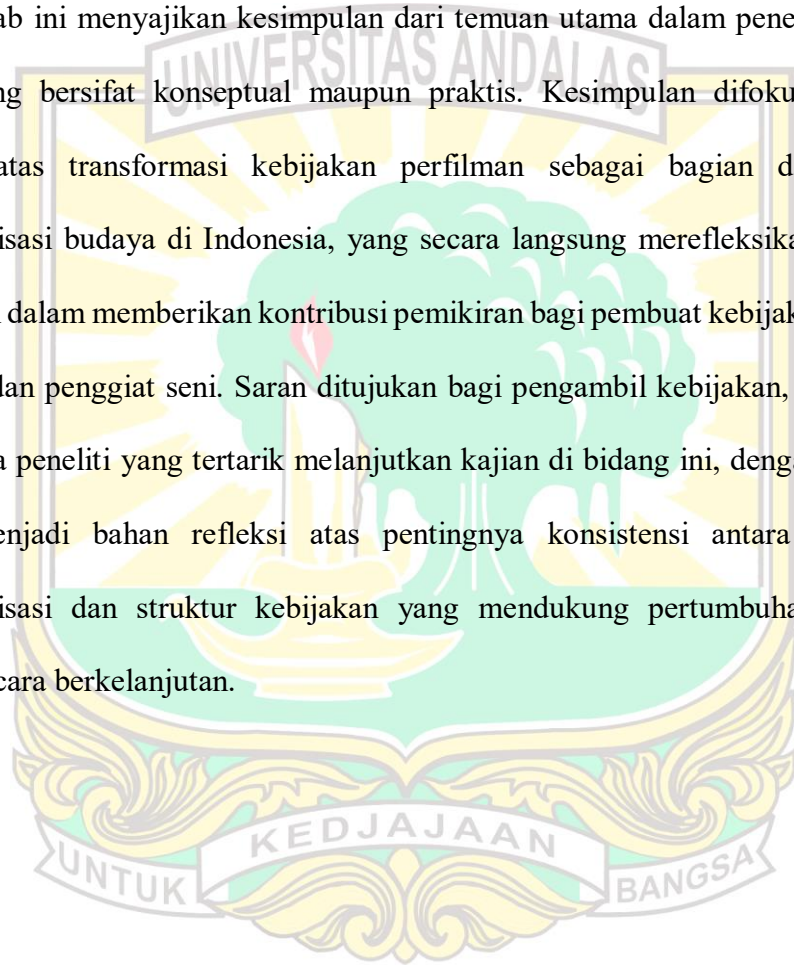 ab ini menyajikan kesimpulan dari temuan utama dalam pene
ng bersifat konseptual maupun praktis. Kesimpulan difoku
atas transformasi kebijakan perfilman sebagai bagian d
isasi budaya di Indonesia, yang secara langsung merefleksika
dalam memberikan kontribusi pemikiran bagi pembuat kebijak
dan penggiat seni. Saran ditujukan bagi pengambil kebijakan,
a peneliti yang tertarik melanjutkan kajian di bidang ini, denga
enjadi bahan refleksi atas pentingnya konsistensi antara
isasi dan struktur kebijakan yang mendukung pertumbuha
cara berkelanjutan.
UNIVERSITAS ANDALAS
UNTUK KEDJAJAAN BANGSA